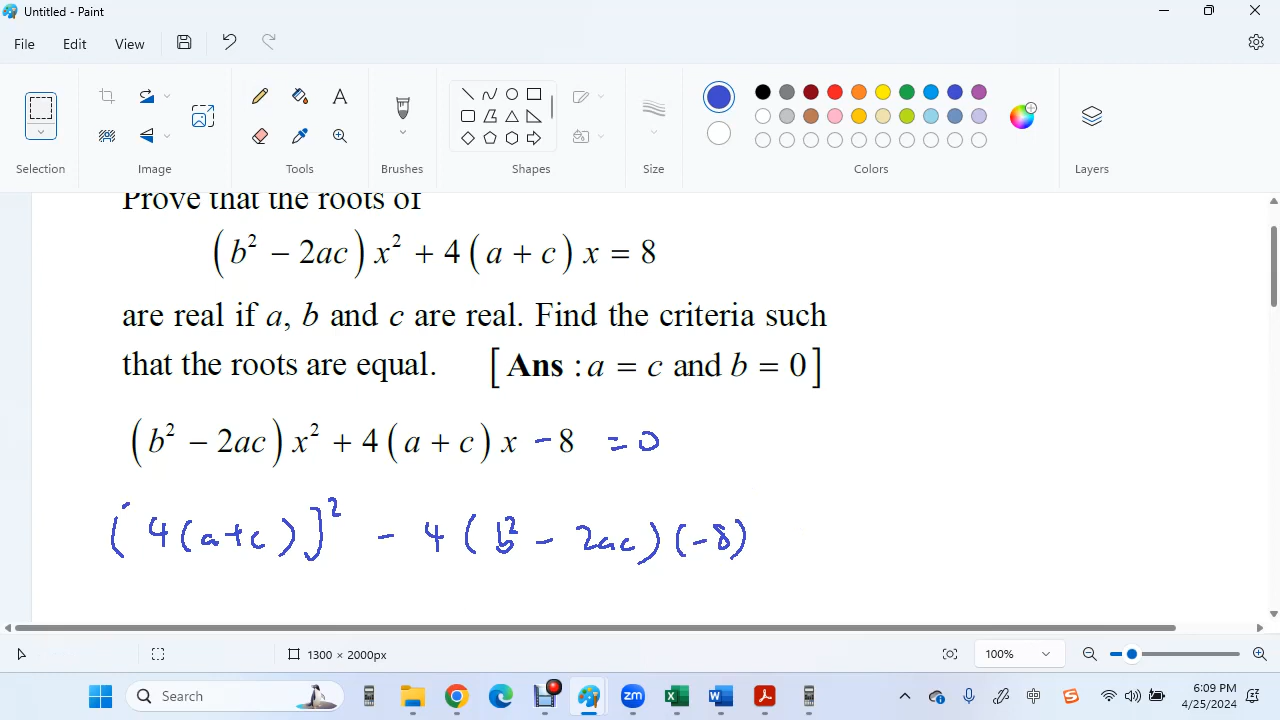 Untitled - Paint
File Edit View
Selection Image Tools Brushes Shapes Size Colors Layers
Prove that the roots of
(b² − 2ac)x² + 4(a + c)x = 8
are real if a, b and c are real. Find the criteria such
that the roots are equal. [Ans : a = c and b = 0]
(b² − 2ac)x² + 4(a + c)x - 8 = 0
[4(a+c)]² - 4(b² - 2ac)(-8)
1300 × 2000px
100%
Search
zm
W
中
S
6:09 PM
4/25/2024